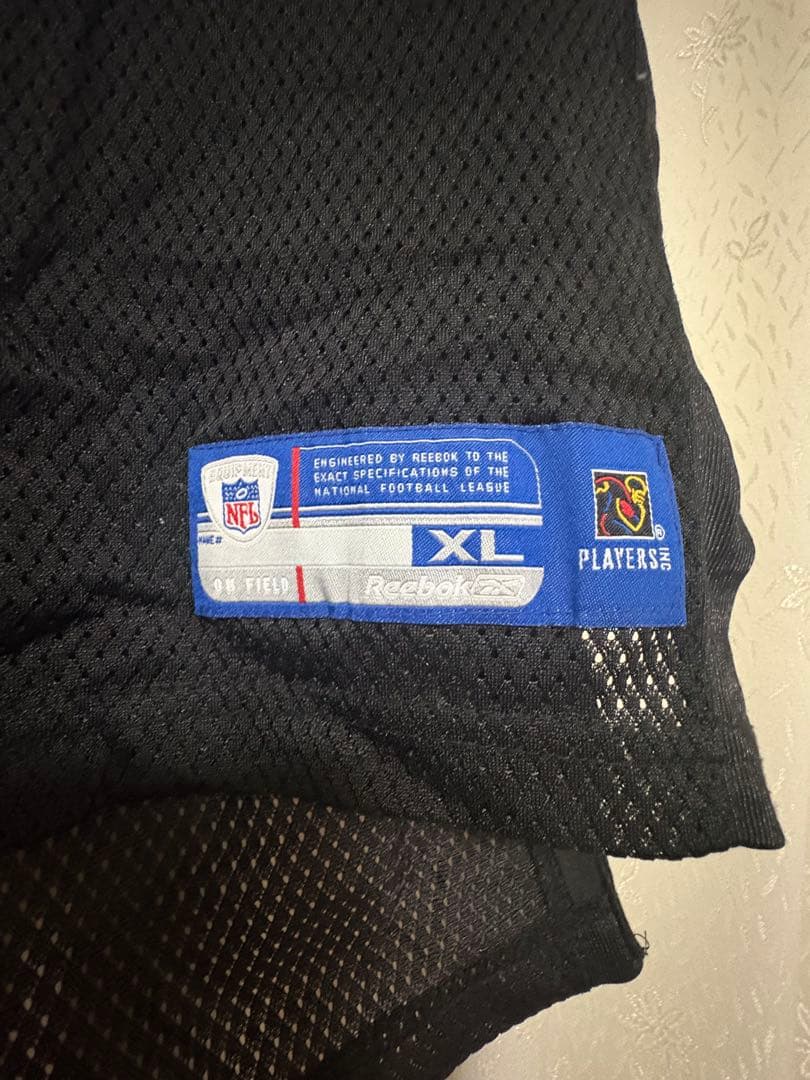 EQUIPMENT
NFL
ENGINEERED BY REEBOK TO THE
EXACT SPECIFICATIONS OF THE
NATIONAL FOOTBALL LEAGUE
NAME#
XL
ON FIELD
Reebok
PLAYERS INC
®